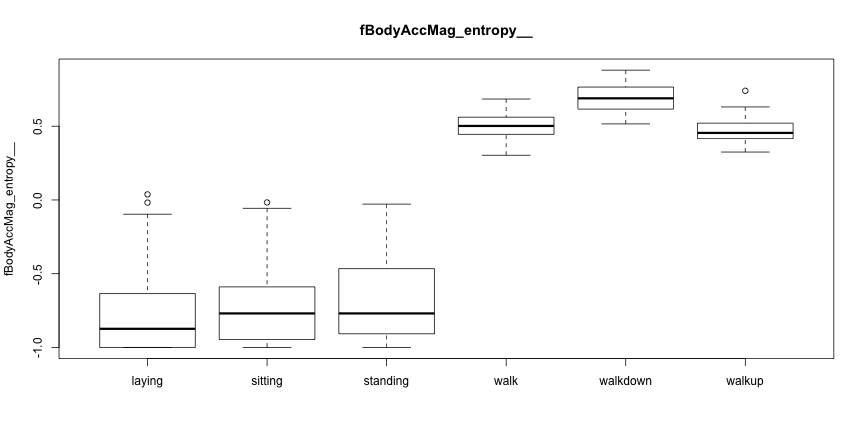 fBodyAccMag_entropy__
fBodyAccMag_entropy__
0.5
0.0
-0.5
-1.0
laying sitting standing walk walkdown walkup